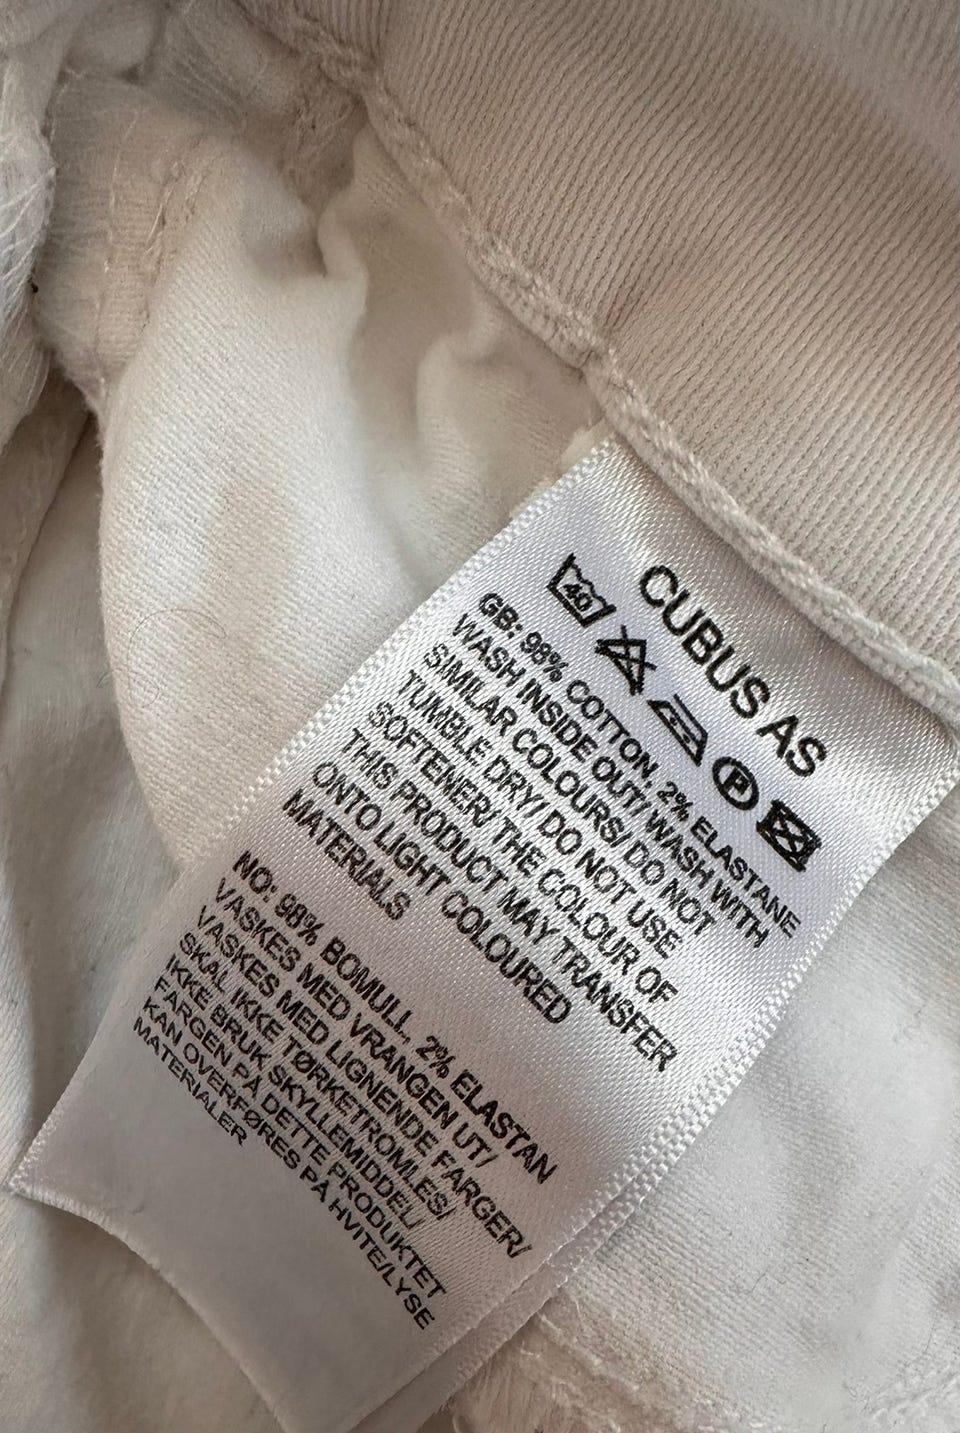 CUBUS AS
40 P
GB: 98% COTTON, 2% ELASTANE
WASH INSIDE OUT/ WASH WITH
SIMILAR COLOURS/ DO NOT
TUMBLE DRY/ DO NOT USE
SOFTENER/ THE COLOUR OF
THIS PRODUCT MAY TRANSFER
ONTO LIGHT COLOURED
MATERIALS
NO: 98% BOMULL, 2% ELASTAN
VASKES MED VRANGEN UT/
VASKES MED LIGNENDE FARGER/
SKAL IKKE TØRKETROMLES/
IKKE BRUK SKYLLEMIDDEL/
FARGEN PÅ DETTE PRODUKTET
KAN OVERFØRES PÅ HVITE/LYSE
MATERIALER